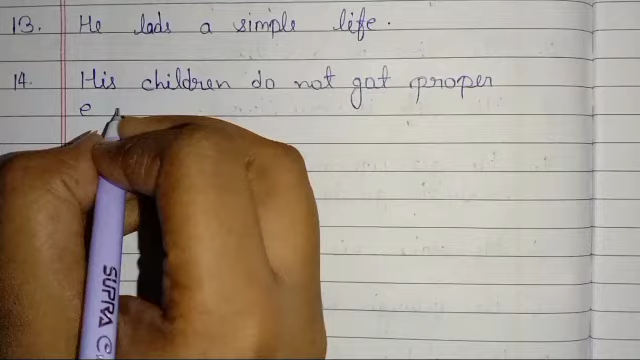 13. He leads a simple life.
14. His children do not get proper
e
SUPRA